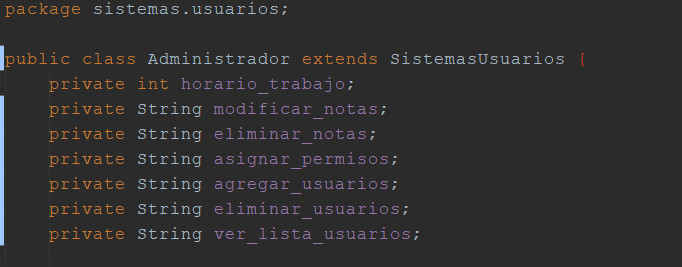 package sistemas.usuarios;
public class Administrador extends SistemasUsuarios {
private int horario_trabajo;
private String modificar_notas;
private String eliminar_notas;
private String asignar_permisos;
private String agregar_usuarios;
private String eliminar_usuarios;
private String ver_lista_usuarios;